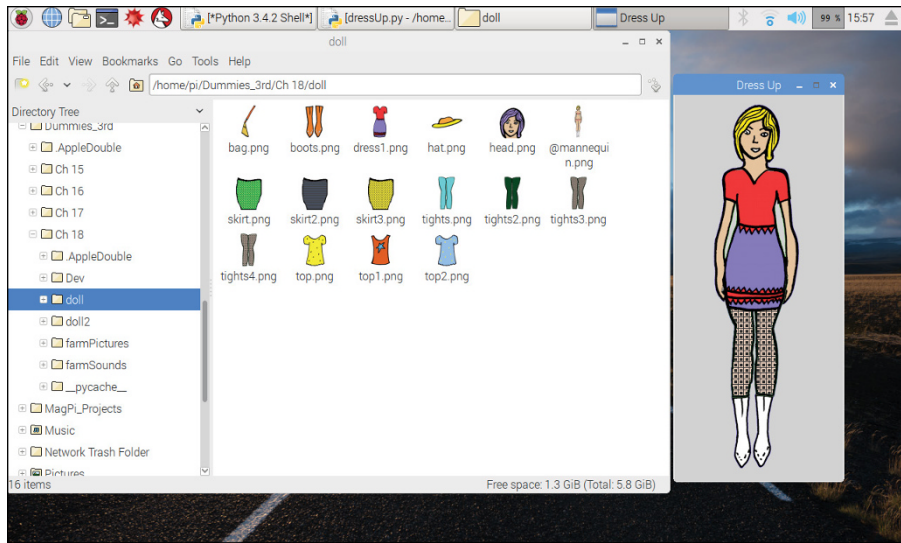 [*Python 3.4.2 Shell*]
[dressUp.py - /home...
doll
Dress Up
99 %
15:57
doll
File Edit View Bookmarks Go Tools Help
/home/pi/Dummies_3rd/Ch 18/doll
Directory Tree
Dummies_3rd
.AppleDouble
Ch 15
Ch 16
Ch 17
Ch 18
.AppleDouble
Dev
doll
doll2
farmPictures
farmSounds
__pycache__
MagPi_Projects
Music
Network Trash Folder
Pictures
bag.png boots.png dress1.png hat.png head.png @mannequi
n.png
skirt.png skirt2.png skirt3.png tights.png tights2.png tights3.png
tights4.png top.png top1.png top2.png
16 items
Free space: 1.3 GiB (Total: 5.8 GiB)
Dress Up